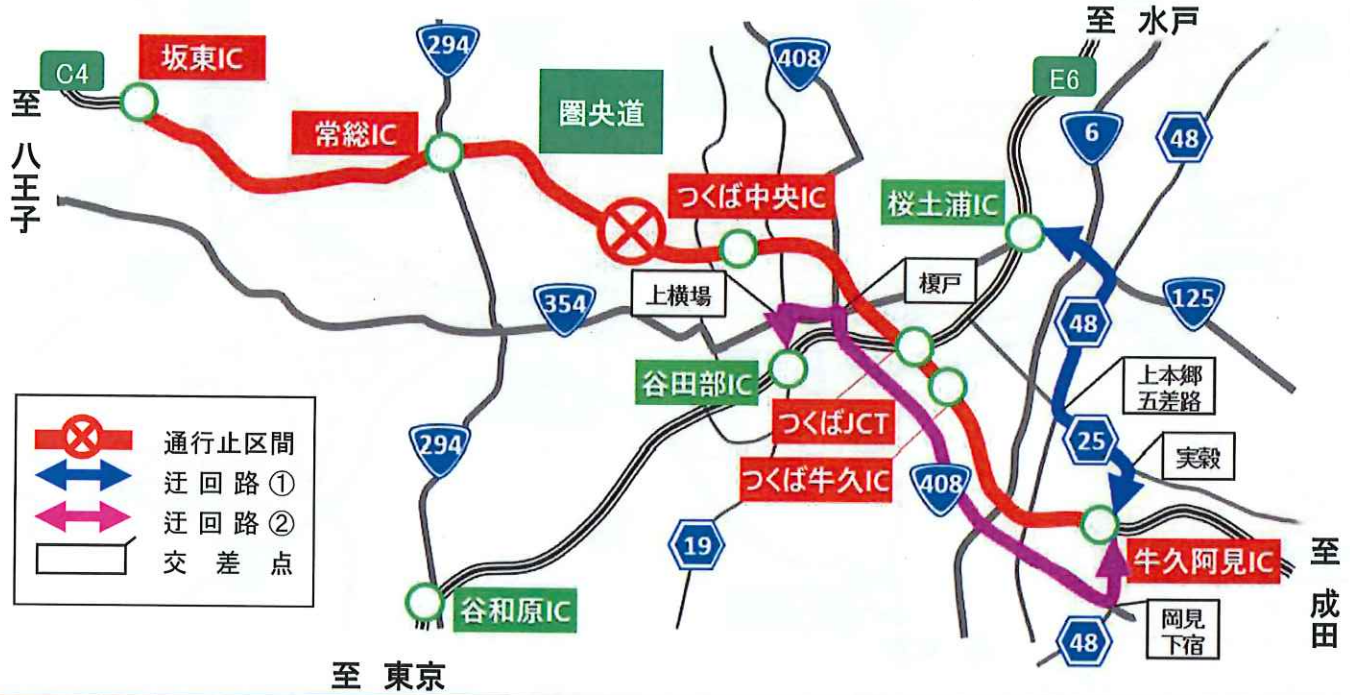 至 水戸
C4
坂東IC
294
圏央道
408
E6
至 八王子
常総IC
6
48
つくば中央IC
桜土浦IC
上横場
榎戸
354
125
48
谷田部IC
上本郷
五差路
通行止区間
迂回路①
迂回路②
交差点
294
つくばJCT
25
実穀
つくば牛久IC
408
19
牛久阿見IC
至 成田
谷和原IC
岡見
下宿
48
至 東京